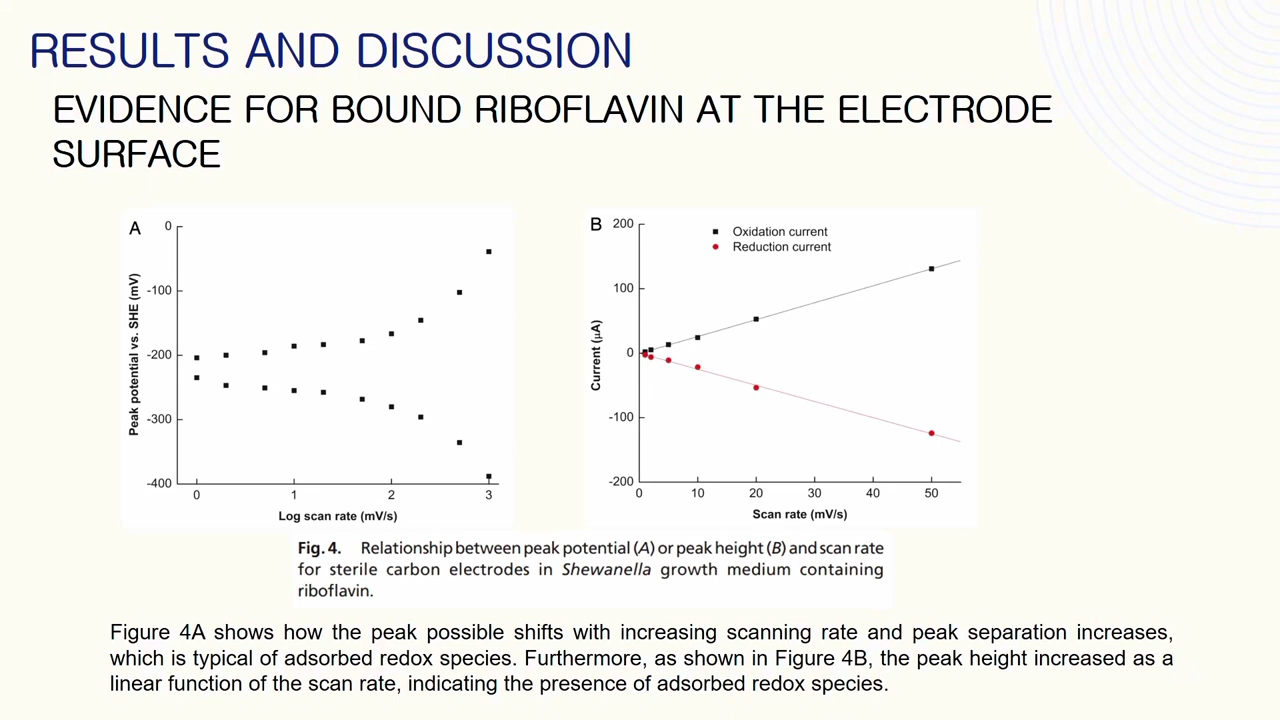 RESULTS AND DISCUSSION
EVIDENCE FOR BOUND RIBOFLAVIN AT THE ELECTRODE
SURFACE
A
0
-100
-200
-300
-400
Peak potential vs. SHE (mV)
0 1 2 3
Log scan rate (mV/s)
B
200
100
0
-100
-200
Current (µA)
Oxidation current
Reduction current
0 10 20 30 40 50
Scan rate (mV/s)
Fig. 4. Relationship between peak potential (A) or peak height (B) and scan rate
for sterile carbon electrodes in Shewanella growth medium containing
riboflavin.
Figure 4A shows how the peak possible shifts with increasing scanning rate and peak separation increases,
which is typical of adsorbed redox species. Furthermore, as shown in Figure 4B, the peak height increased as a
linear function of the scan rate, indicating the presence of adsorbed redox species.